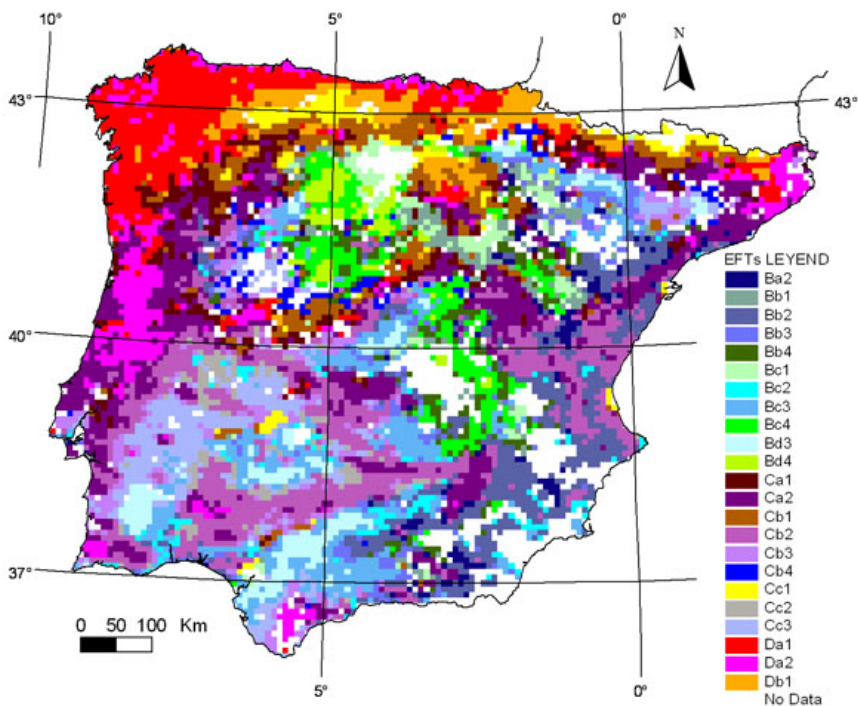 10° 5° 0°
N
43° 43°
EFTs LEYEND
Ba2
Bb1
Bb2
Bb3
40° Bb4
Bc1
Bc2
Bc3
Bc4
Bd3
Bd4
Ca1
Ca2
Cb1
Cb2
37° Cb3
Cb4
Cc1
Cc2
0 50 100 Km Cc3
Da1
Da2
Db1
5° 0° No Data